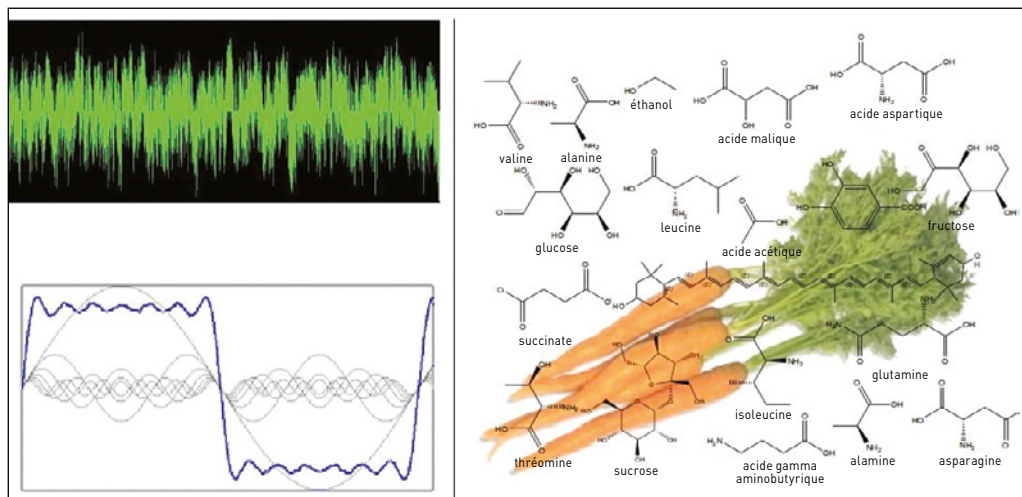 éthanol
acide malique
acide aspartique
valine
alanine
glucose
leucine
acide acétique
fructose
succinate
glutamine
isoleucine
thréomine
sucrose
acide gamma
aminobutyrique
alamine
asparagine